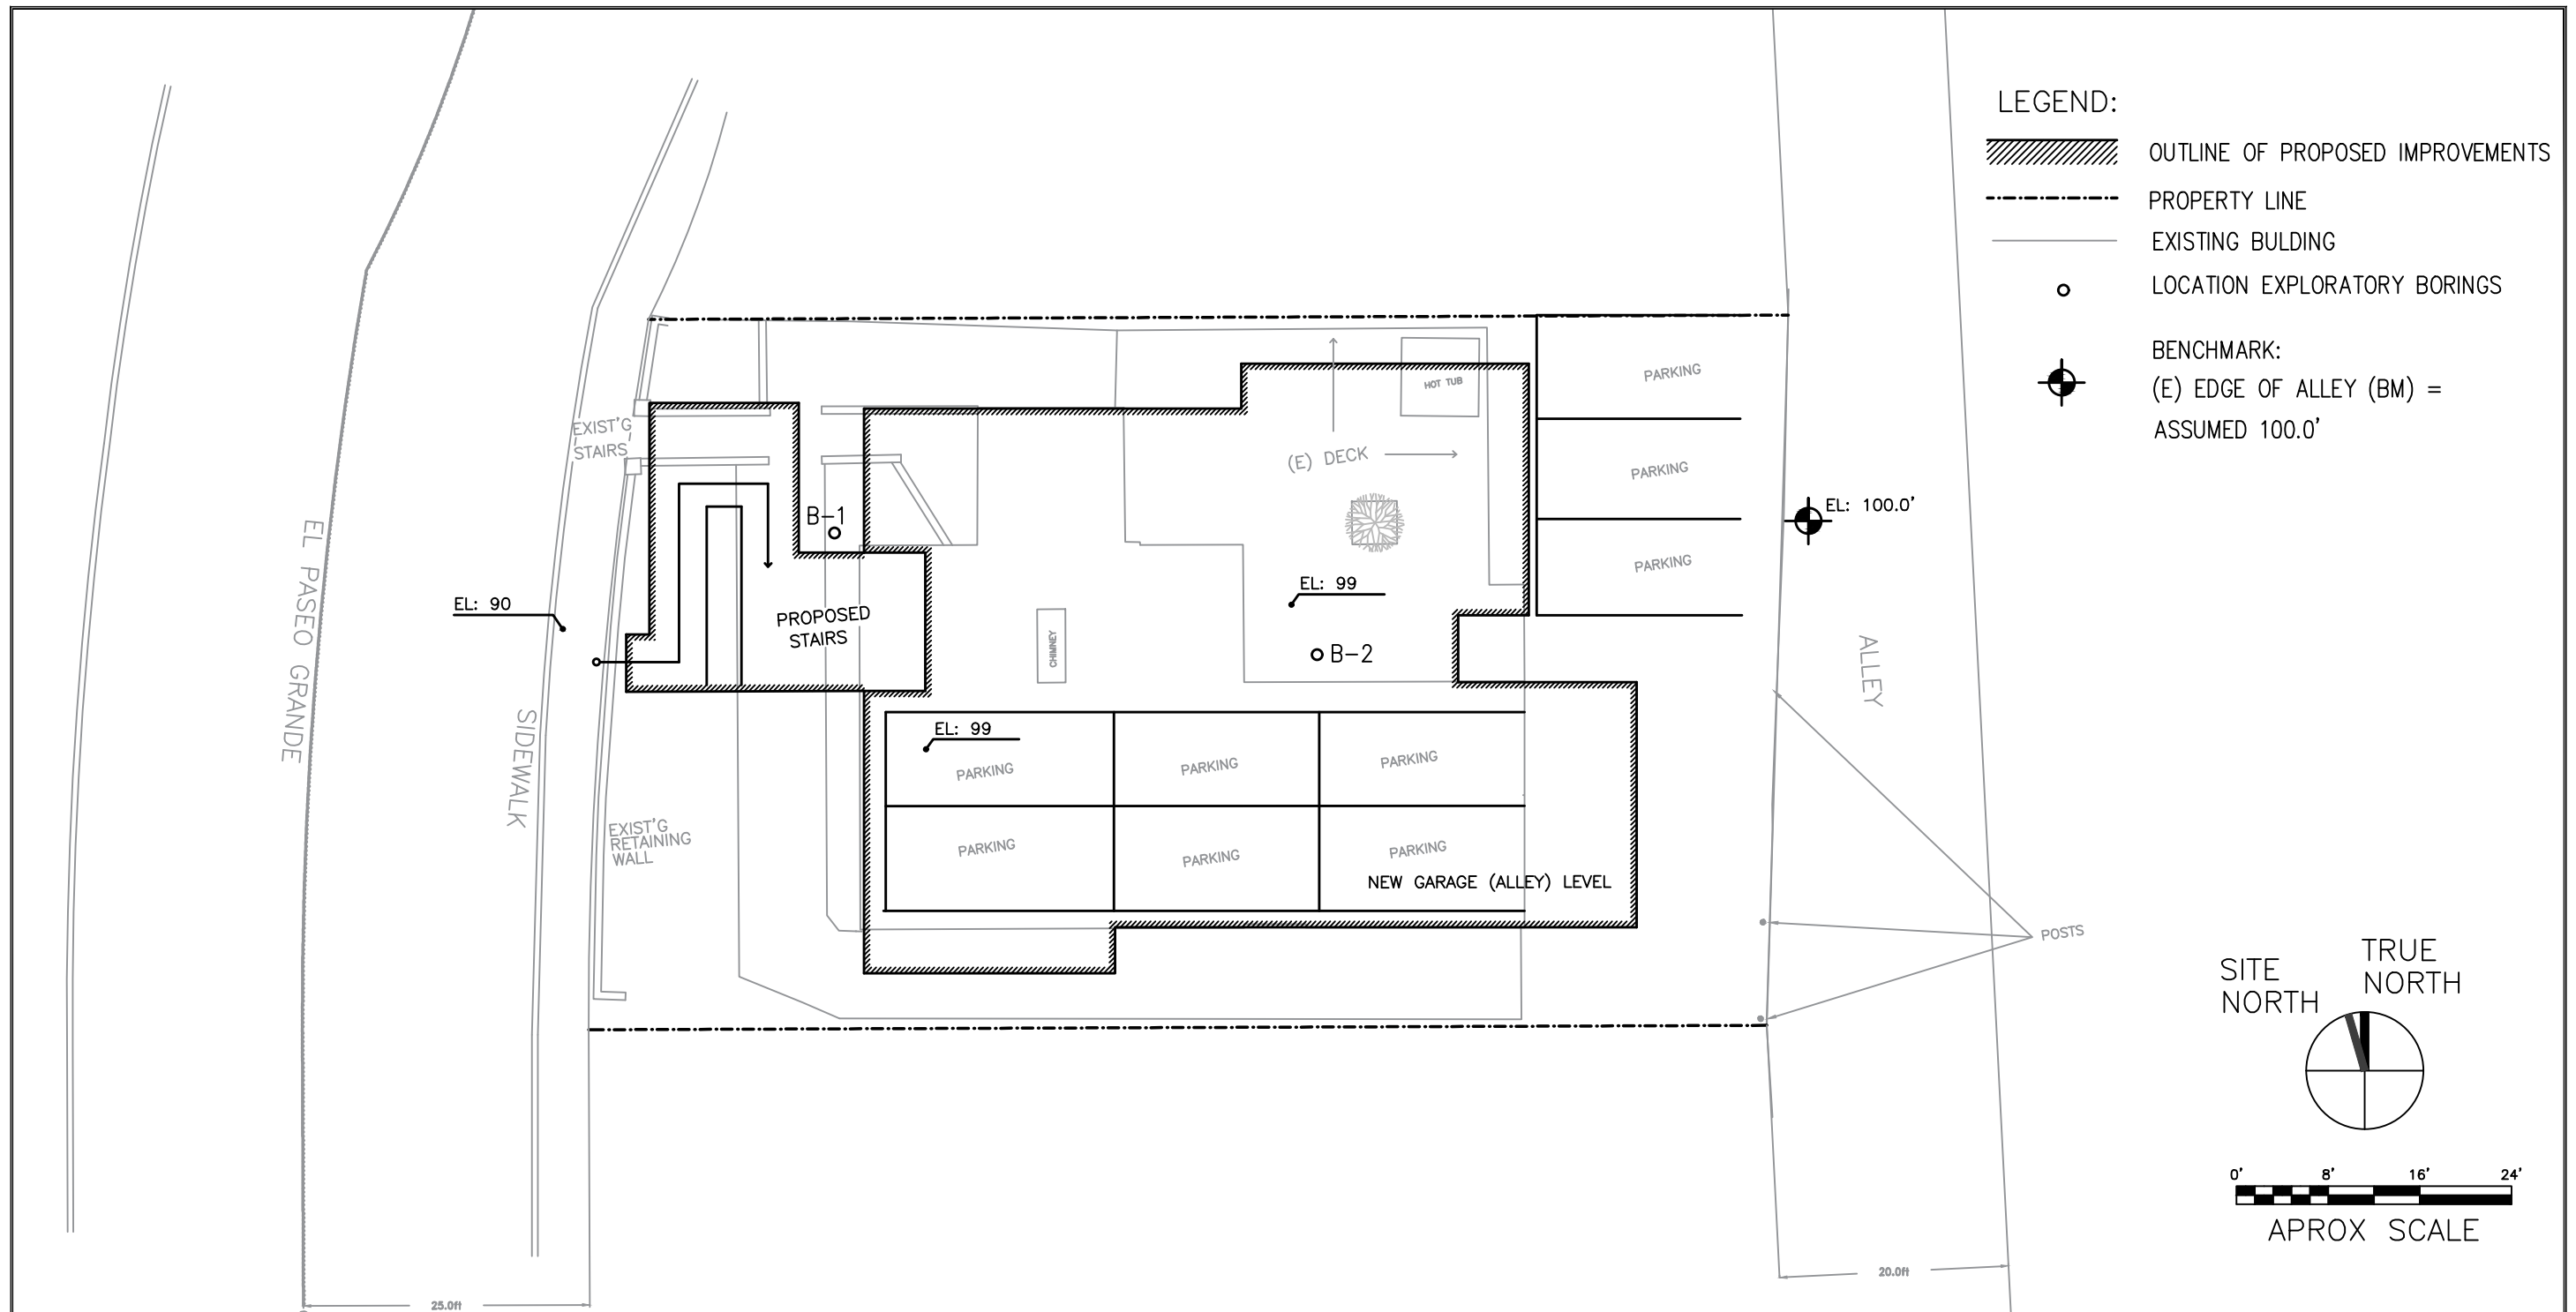 LEGEND:
OUTLINE OF PROPOSED IMPROVEMENTS
PROPERTY LINE
EXISTING BULDING
LOCATION EXPLORATORY BORINGS
BENCHMARK:
(E) EDGE OF ALLEY (BM) =
ASSUMED 100.0'
EXIST'G
STAIRS
HOT TUB
PARKING
(E) DECK
PARKING
B-1
EL: 100.0'
PARKING
EL: 99
EL: 90
PROPOSED
STAIRS
CHIMNEY
B-2
EL PASEO GRANDE
SIDEWALK
ALLEY
EL: 99
PARKING
PARKING
PARKING
EXIST'G
RETAINING
WALL
PARKING
PARKING
PARKING
NEW GARAGE (ALLEY) LEVEL
POSTS
SITE
NORTH
TRUE
NORTH
0' 8' 16' 24'
APROX SCALE
25.0ft
20.0ft